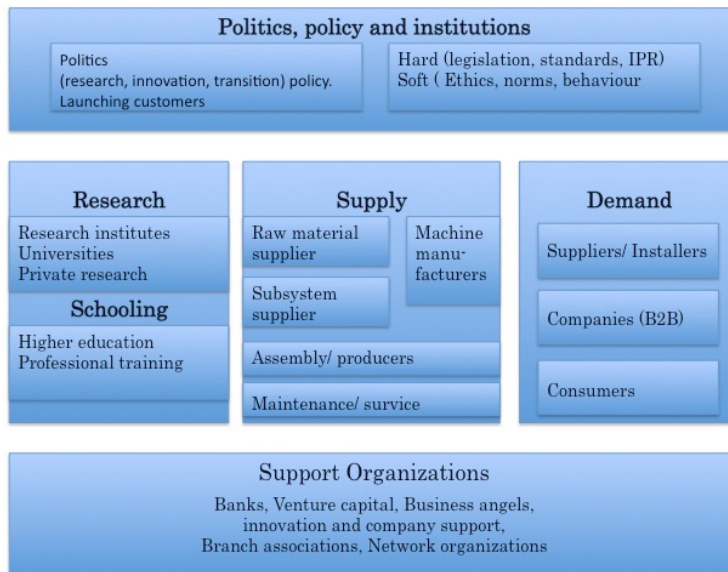 Politics, policy and institutions
Politics
(research, innovation, transition) policy.
Launching customers
Hard (legislation, standards, IPR)
Soft ( Ethics, norms, behaviour
Research
Research institutes
Universities
Private research
Schooling
Higher education
Professional training
Supply
Raw material
supplier
Machine
manu-
facturers
Subsystem
supplier
Assembly/ producers
Maintenance/ survice
Demand
Suppliers/ Installers
Companies (B2B)
Consumers
Support Organizations
Banks, Venture capital, Business angels,
innovation and company support,
Branch associations, Network organizations